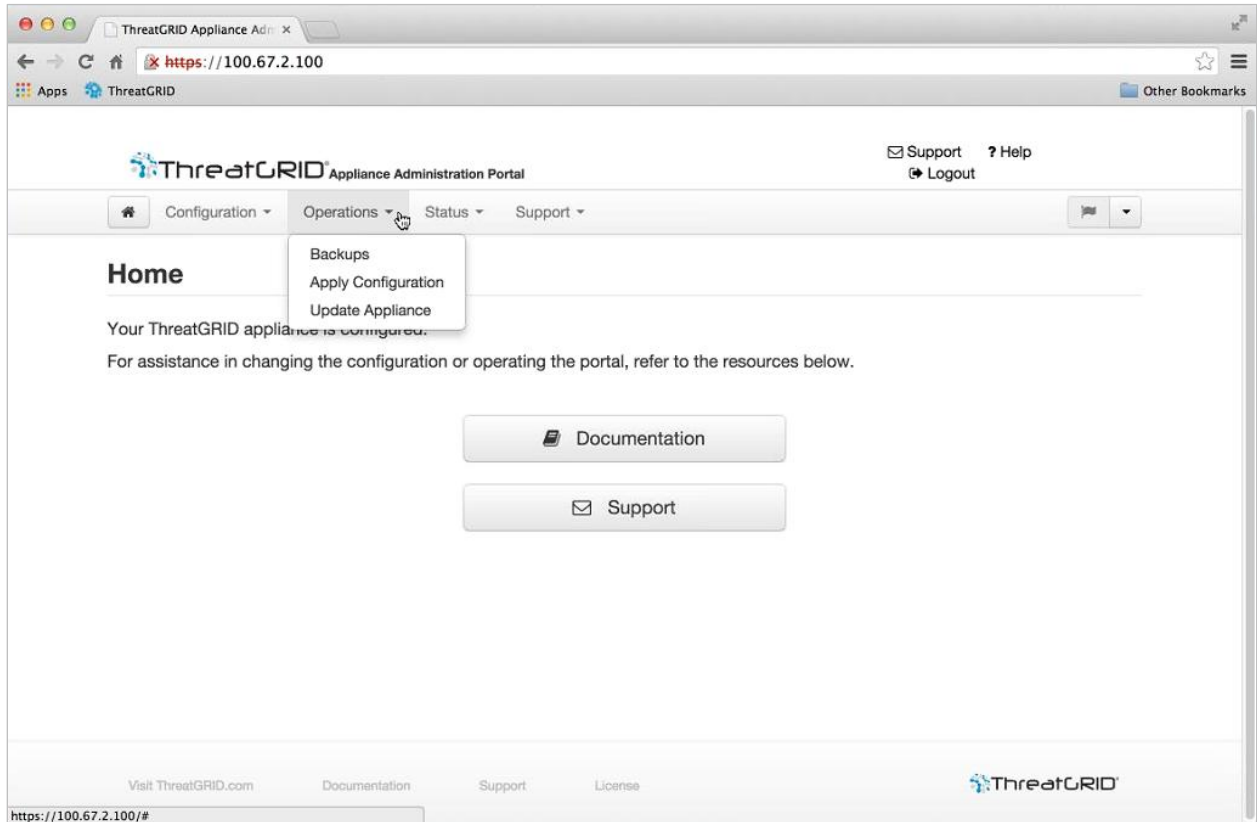 ThreatGRID Appliance Adm
https://100.67.2.100
Apps ThreatGRID Other Bookmarks
ThreatGRID® Appliance Administration Portal
Support ? Help
Logout
Configuration Operations Status Support
Backups
Apply Configuration
Update Appliance
Home
Your ThreatGRID appliance is configured.
For assistance in changing the configuration or operating the portal, refer to the resources below.
Documentation
Support
Visit ThreatGRID.com Documentation Support License ThreatGRID®
https://100.67.2.100/#